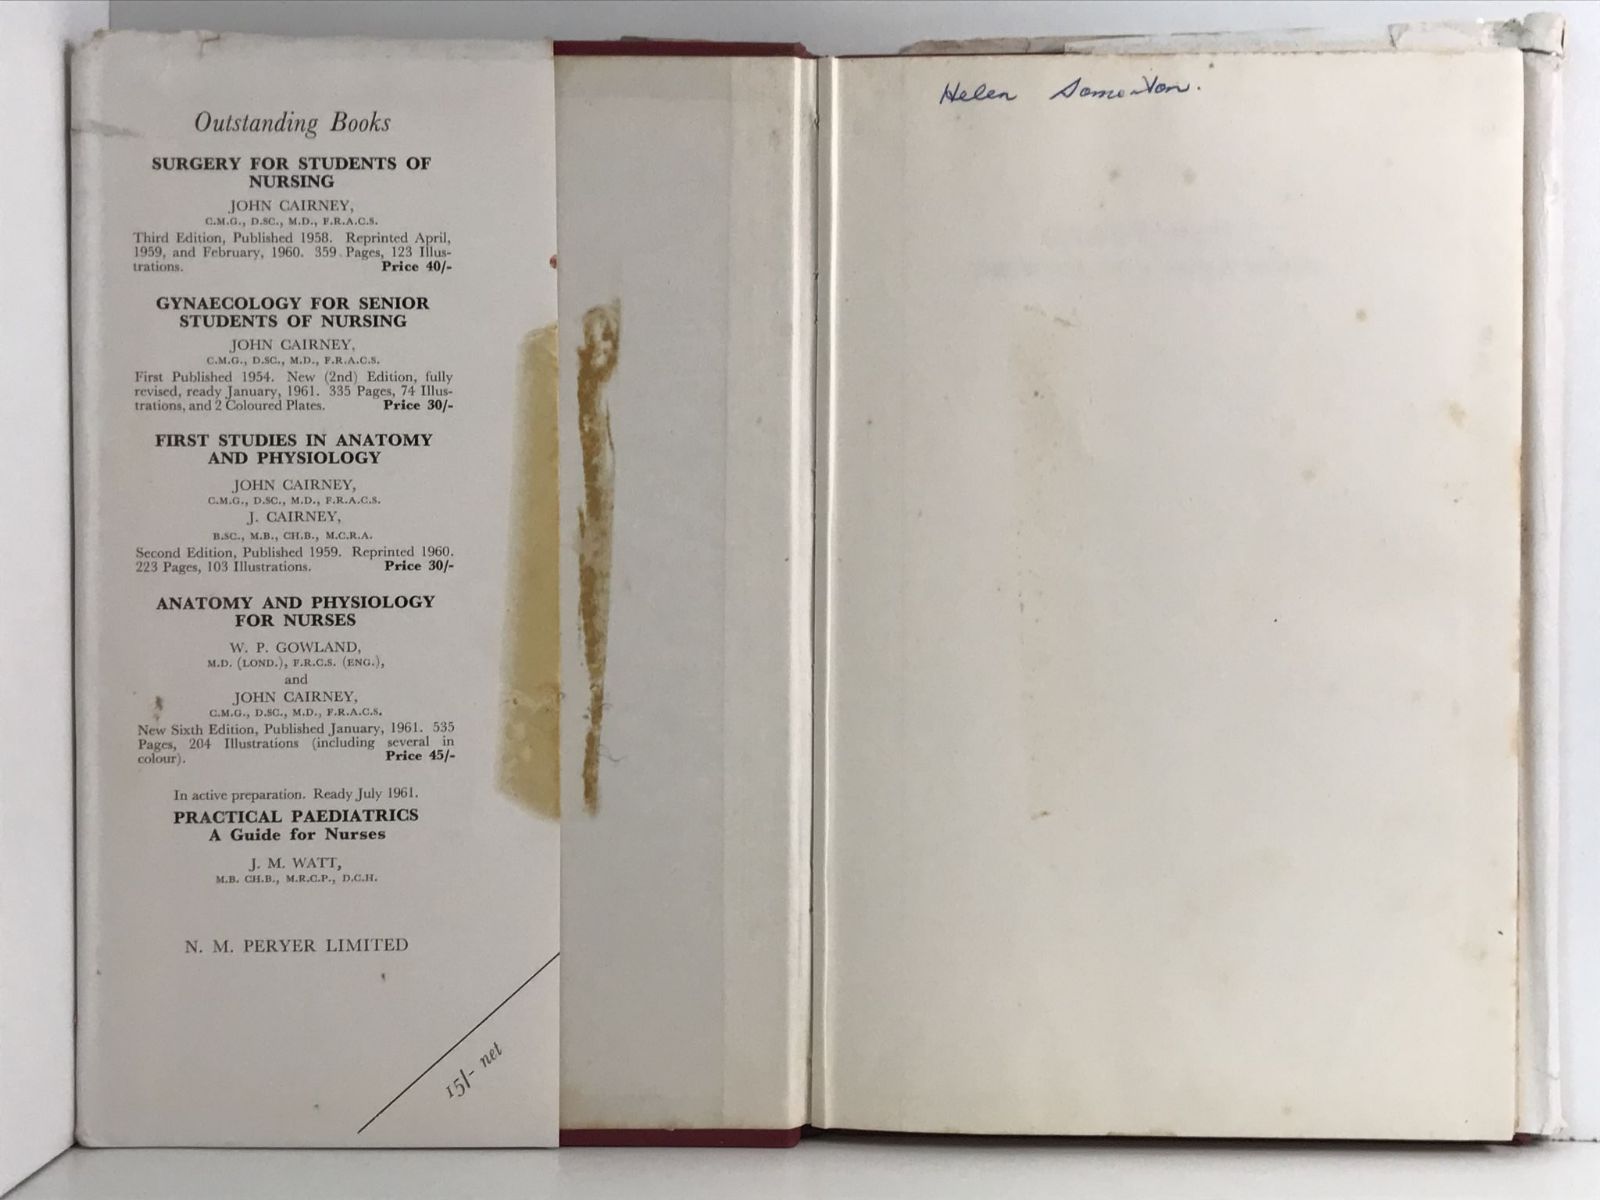 Outstanding Books
SURGERY FOR STUDENTS OF
NURSING
JOHN CAIRNEY,
C.M.G., D.SC., M.D., F.R.A.C.S.
Third Edition, Published 1958. Reprinted April,
1959, and February, 1960. 359 Pages, 123 Illus-
trations. Price 40/-
GYNAECOLOGY FOR SENIOR
STUDENTS OF NURSING
JOHN CAIRNEY,
C.M.G., D.SC., M.D., F.R.A.C.S.
First Published 1954. New (2nd) Edition, fully
revised, ready January, 1961. 335 Pages, 74 Illus-
trations, and 2 Coloured Plates. Price 30/-
FIRST STUDIES IN ANATOMY
AND PHYSIOLOGY
JOHN CAIRNEY,
C.M.G., D.SC., M.D., F.R.A.C.S.
J. CAIRNEY,
B.SC., M.B., CH.B., M.C.R.A.
Second Edition, Published 1959. Reprinted 1960.
223 Pages, 103 Illustrations. Price 30/-
ANATOMY AND PHYSIOLOGY
FOR NURSES
W. P. GOWLAND,
M.D. (LOND.), F.R.C.S. (ENG.),
and
JOHN CAIRNEY,
C.M.G., D.SC., M.D., F.R.A.C.S.
New Sixth Edition, Published January, 1961. 535
Pages, 204 Illustrations (including several in
colour). Price 45/-
In active preparation. Ready July 1961.
PRACTICAL PAEDIATRICS
A Guide for Nurses
J. M. WATT,
M.B. CH.B., M.R.C.P., D.C.H.
N. M. PERYER LIMITED
15/- net
Helen